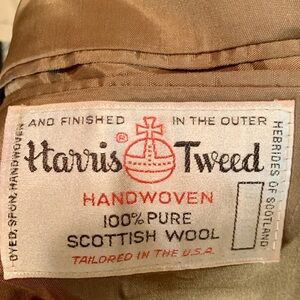 DYED, SPUN, HANDWOVEN
AND FINISHED IN THE OUTER
HEBRIDES OF SCOTLAND
Harris ® Tweed
HANDWOVEN
100% PURE
SCOTTISH WOOL
TAILORED IN THE U.S.A.